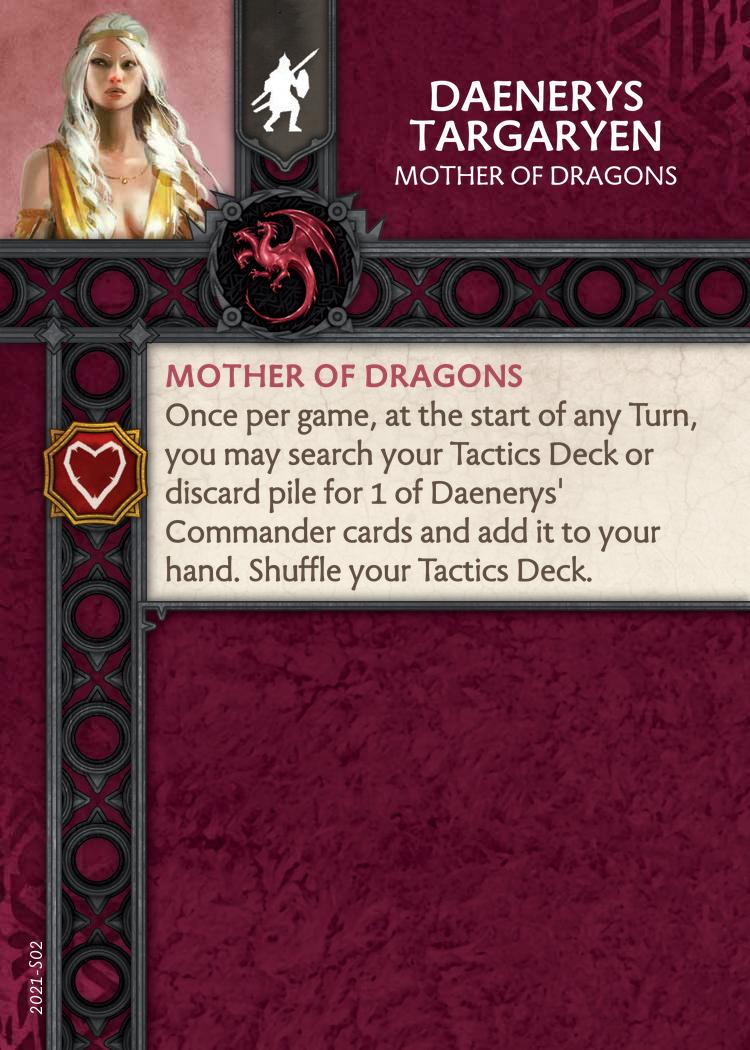 DAENERYS
TARGARYEN
MOTHER OF DRAGONS
MOTHER OF DRAGONS
Once per game, at the start of any Turn,
you may search your Tactics Deck or
discard pile for 1 of Daenerys'
Commander cards and add it to your
hand. Shuffle your Tactics Deck.
2021-S02